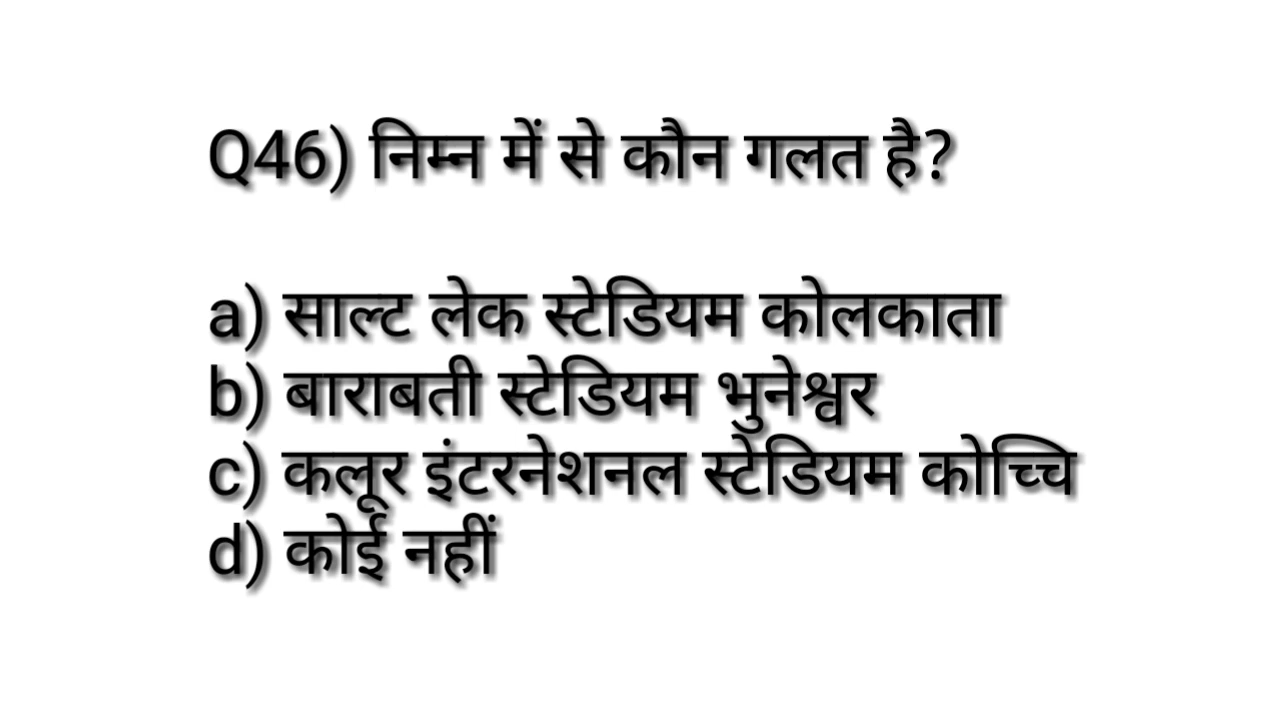 Q46) निम्न में से कौन गलत है?
a) साल्ट लेक स्टेडियम कोलकाता
b) बाराबती स्टेडियम भुनेश्वर
c) कलूर इंटरनेशनल स्टेडियम कोच्चि
d) कोई नहीं